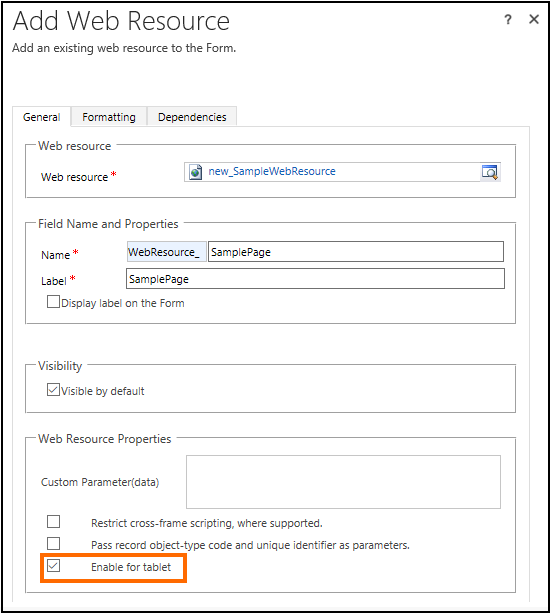 Add Web Resource
? ×
Add an existing web resource to the Form.
General Formatting Dependencies
Web resource
Web resource * new_SampleWebResource
Field Name and Properties
Name * WebResource_ SamplePage
Label * SamplePage
Display label on the Form
Visibility
Visible by default
Web Resource Properties
Custom Parameter(data)
Restrict cross-frame scripting, where supported.
Pass record object-type code and unique identifier as parameters.
Enable for tablet